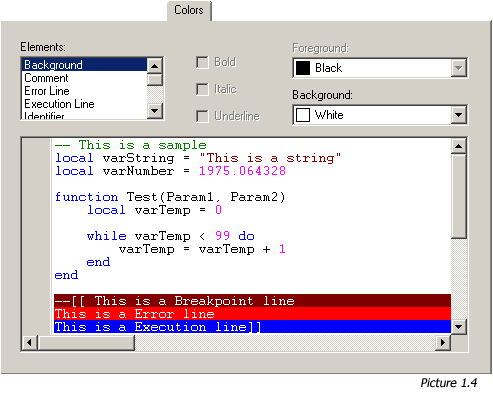 Colors
Elements:
Background
Comment
Error Line
Execution Line
Identifier
Bold
Italic
Underline
Foreground:
Black
Background:
White
-- This is a sample
local varString = "This is a string"
local varNumber = 1975.064328
function Test(Param1, Param2)
    local varTemp = 0
    while varTemp < 99 do
        varTemp = varTemp + 1
    end
end
--[[ This is a Breakpoint line
This is a Error line
This is a Execution line]]
Picture 1.4